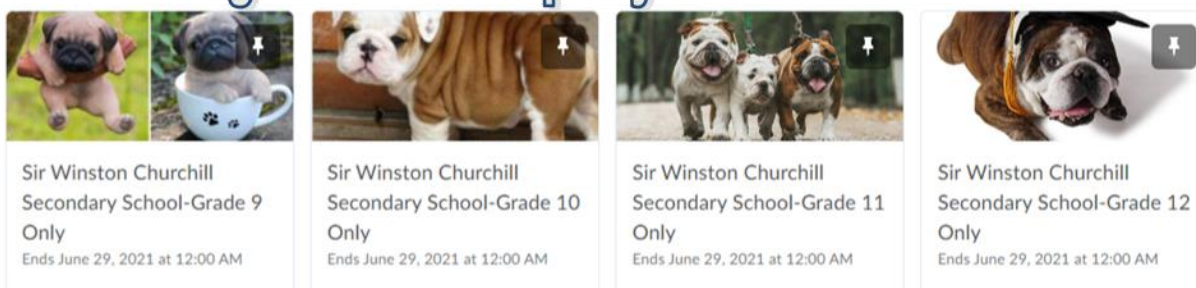 Sir Winston Churchill
Secondary School-Grade 9
Only
Ends June 29, 2021 at 12:00 AM
Sir Winston Churchill
Secondary School-Grade 10
Only
Ends June 29, 2021 at 12:00 AM
Sir Winston Churchill
Secondary School-Grade 11
Only
Ends June 29, 2021 at 12:00 AM
Sir Winston Churchill
Secondary School-Grade 12
Only
Ends June 29, 2021 at 12:00 AM